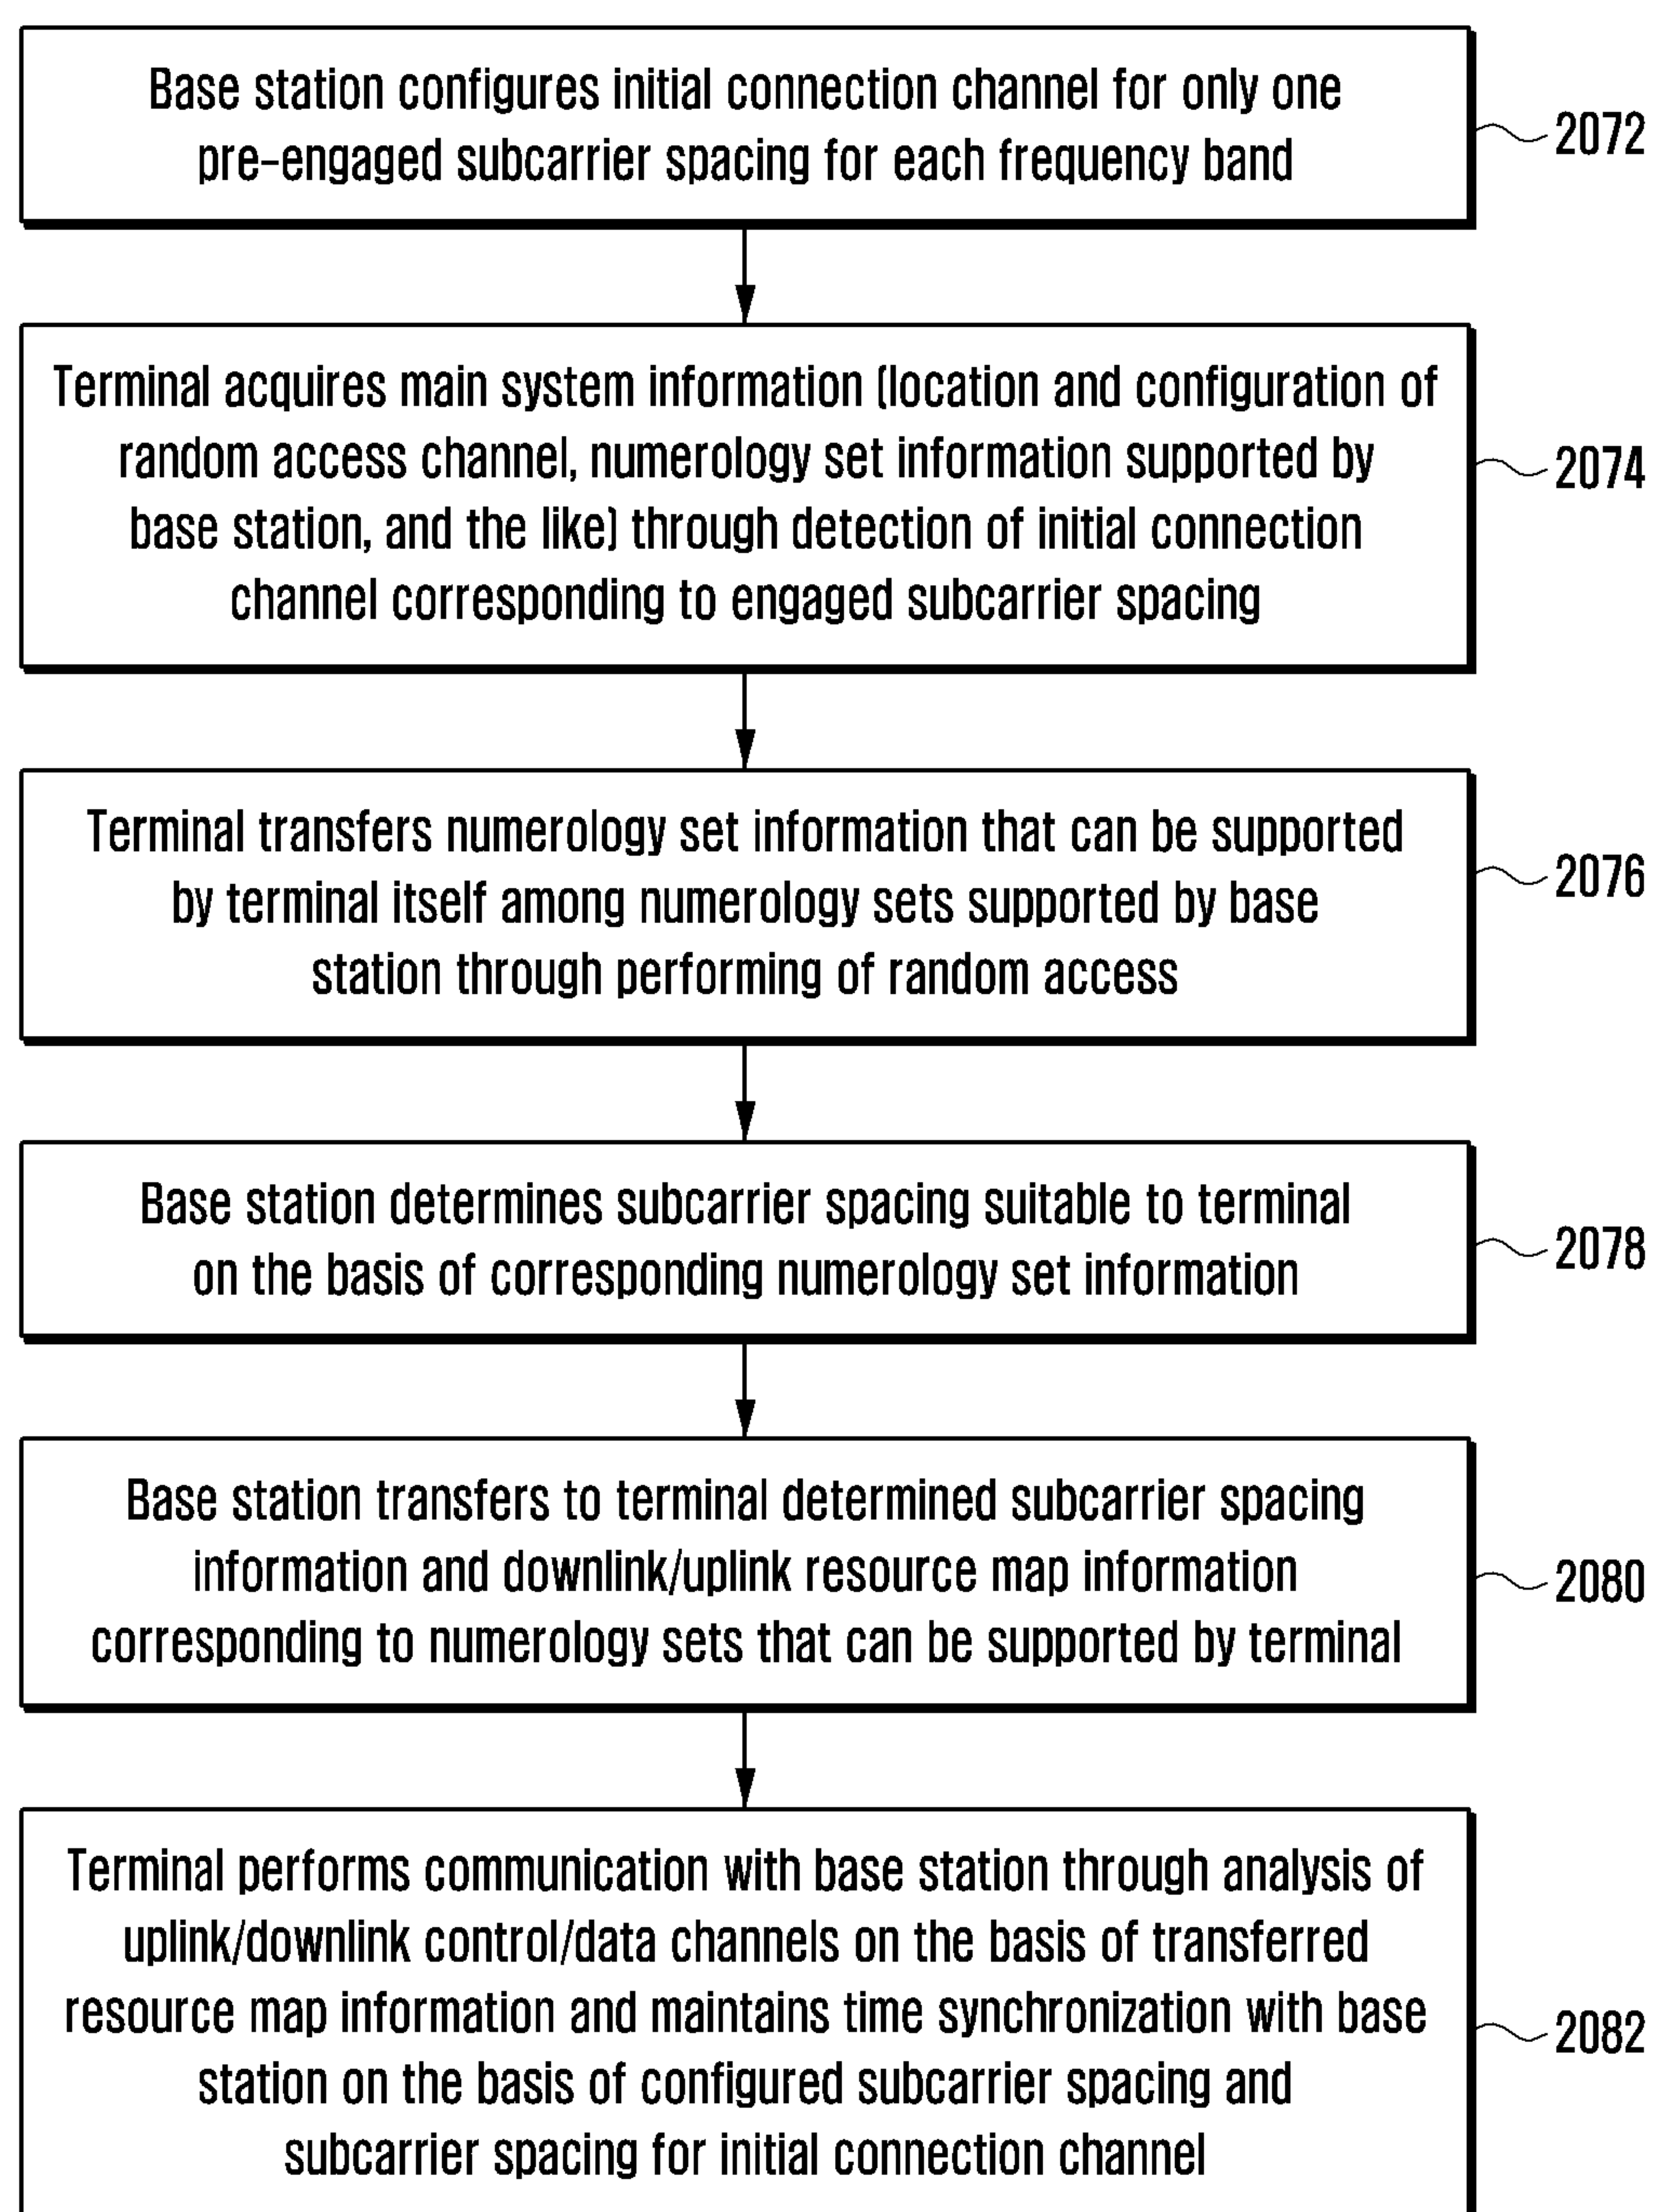 Base station configures initial connection channel for only one
pre-engaged subcarrier spacing for each frequency band
2072
Terminal acquires main system information (location and configuration of
random access channel, numerology set information supported by
base station, and the like) through detection of initial connection
channel corresponding to engaged subcarrier spacing
2074
Terminal transfers numerology set information that can be supported
by terminal itself among numerology sets supported by base
station through performing of random access
2076
Base station determines subcarrier spacing suitable to terminal
on the basis of corresponding numerology set information
2078
Base station transfers to terminal determined subcarrier spacing
information and downlink/uplink resource map information
corresponding to numerology sets that can be supported by terminal
2080
Terminal performs communication with base station through analysis of
uplink/downlink control/data channels on the basis of transferred
resource map information and maintains time synchronization with base
station on the basis of configured subcarrier spacing and
subcarrier spacing for initial connection channel
2082